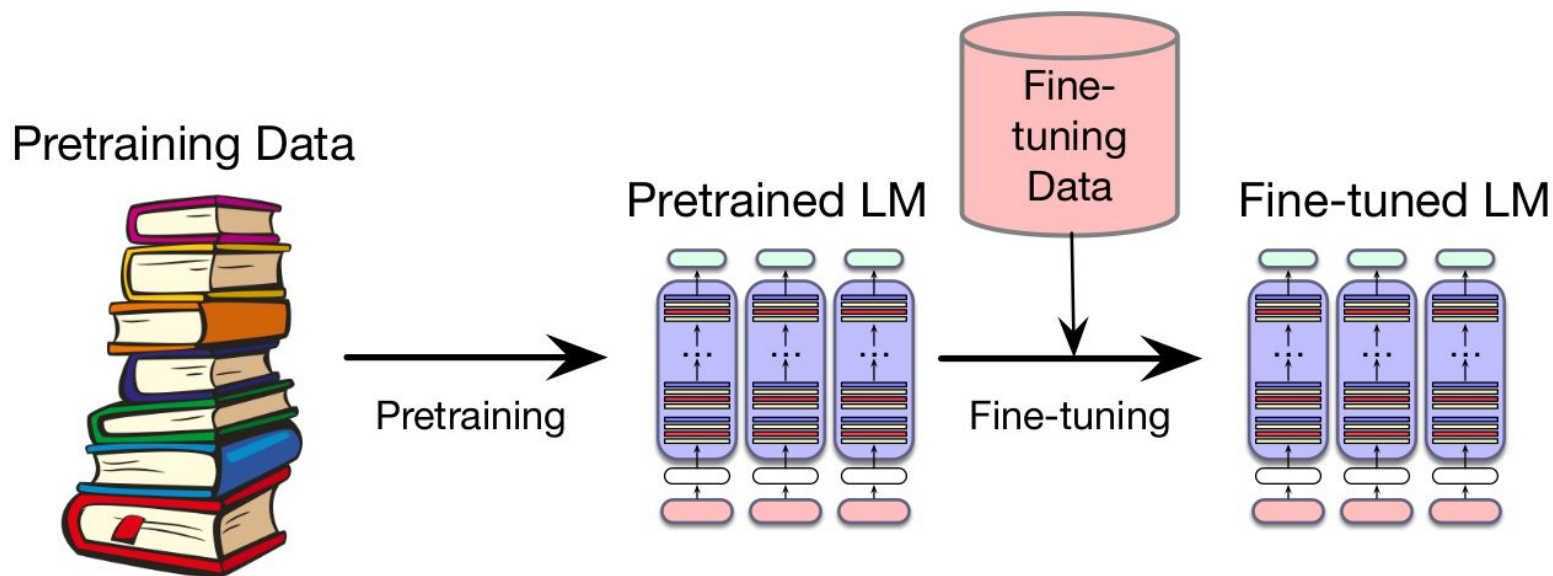 Pretraining Data
Pretraining
Pretrained LM
...
...
...
Fine-
tuning
Data
Fine-tuning
Fine-tuned LM
...
...
...